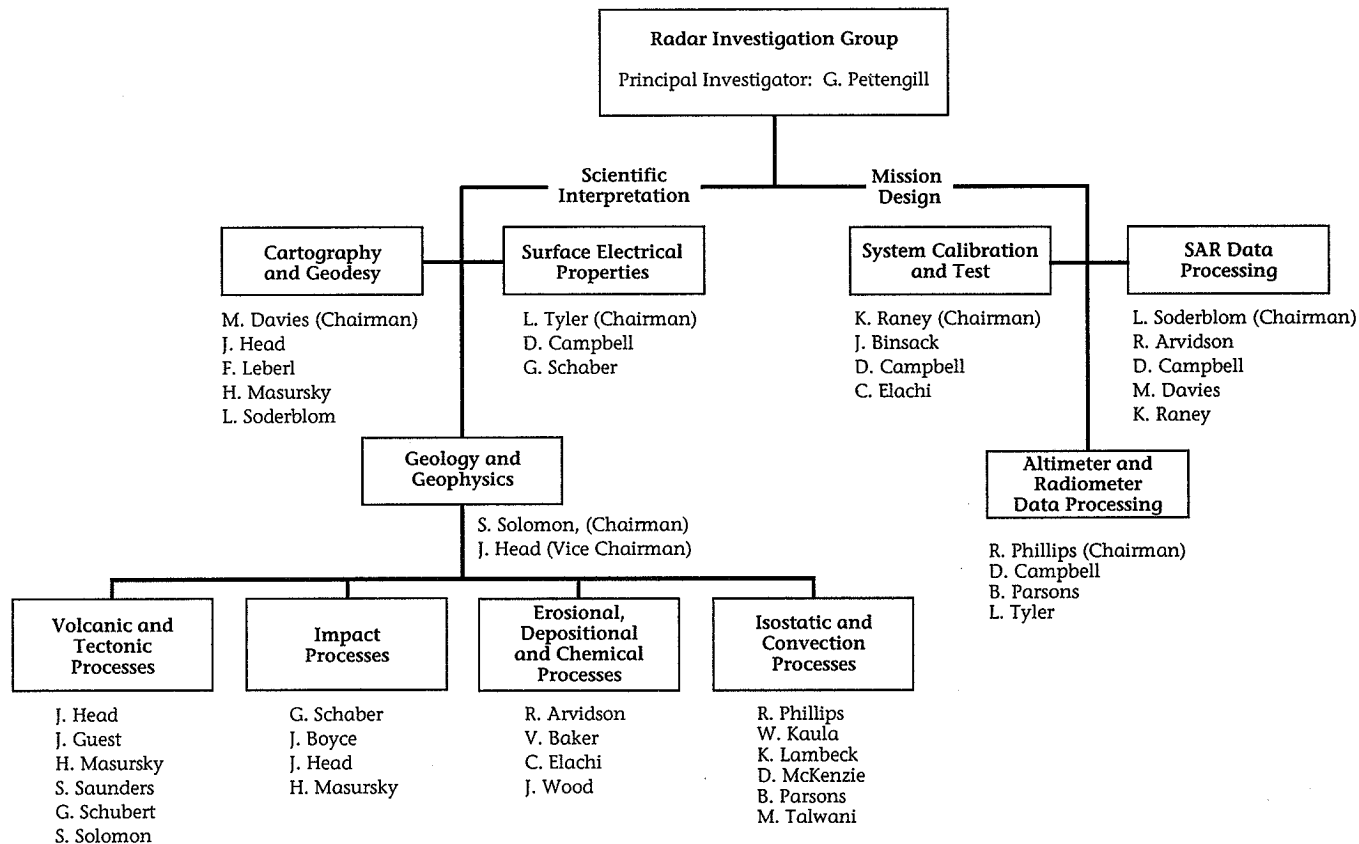 Radar Investigation Group
Principal Investigator: G. Pettengill
Scientific
Interpretation
Mission
Design
Cartography
and Geodesy
M. Davies (Chairman)
J. Head
F. Leberl
H. Masursky
L. Soderblom
Surface Electrical
Properties
L. Tyler (Chairman)
D. Campbell
G. Schaber
System Calibration
and Test
K. Raney (Chairman)
J. Binsack
D. Campbell
C. Elachi
SAR Data
Processing
L. Soderblom (Chairman)
R. Arvidson
D. Campbell
M. Davies
K. Raney
Geology and
Geophysics
S. Solomon, (Chairman)
J. Head (Vice Chairman)
Altimeter and
Radiometer
Data Processing
R. Phillips (Chairman)
D. Campbell
B. Parsons
L. Tyler
Volcanic and
Tectonic
Processes
J. Head
J. Guest
H. Masursky
S. Saunders
G. Schubert
S. Solomon
Impact
Processes
G. Schaber
J. Boyce
J. Head
H. Masursky
Erosional,
Depositional
and Chemical
Processes
R. Arvidson
V. Baker
C. Elachi
J. Wood
Isostatic and
Convection
Processes
R. Phillips
W. Kaula
K. Lambeck
D. McKenzie
B. Parsons
M. Talwani